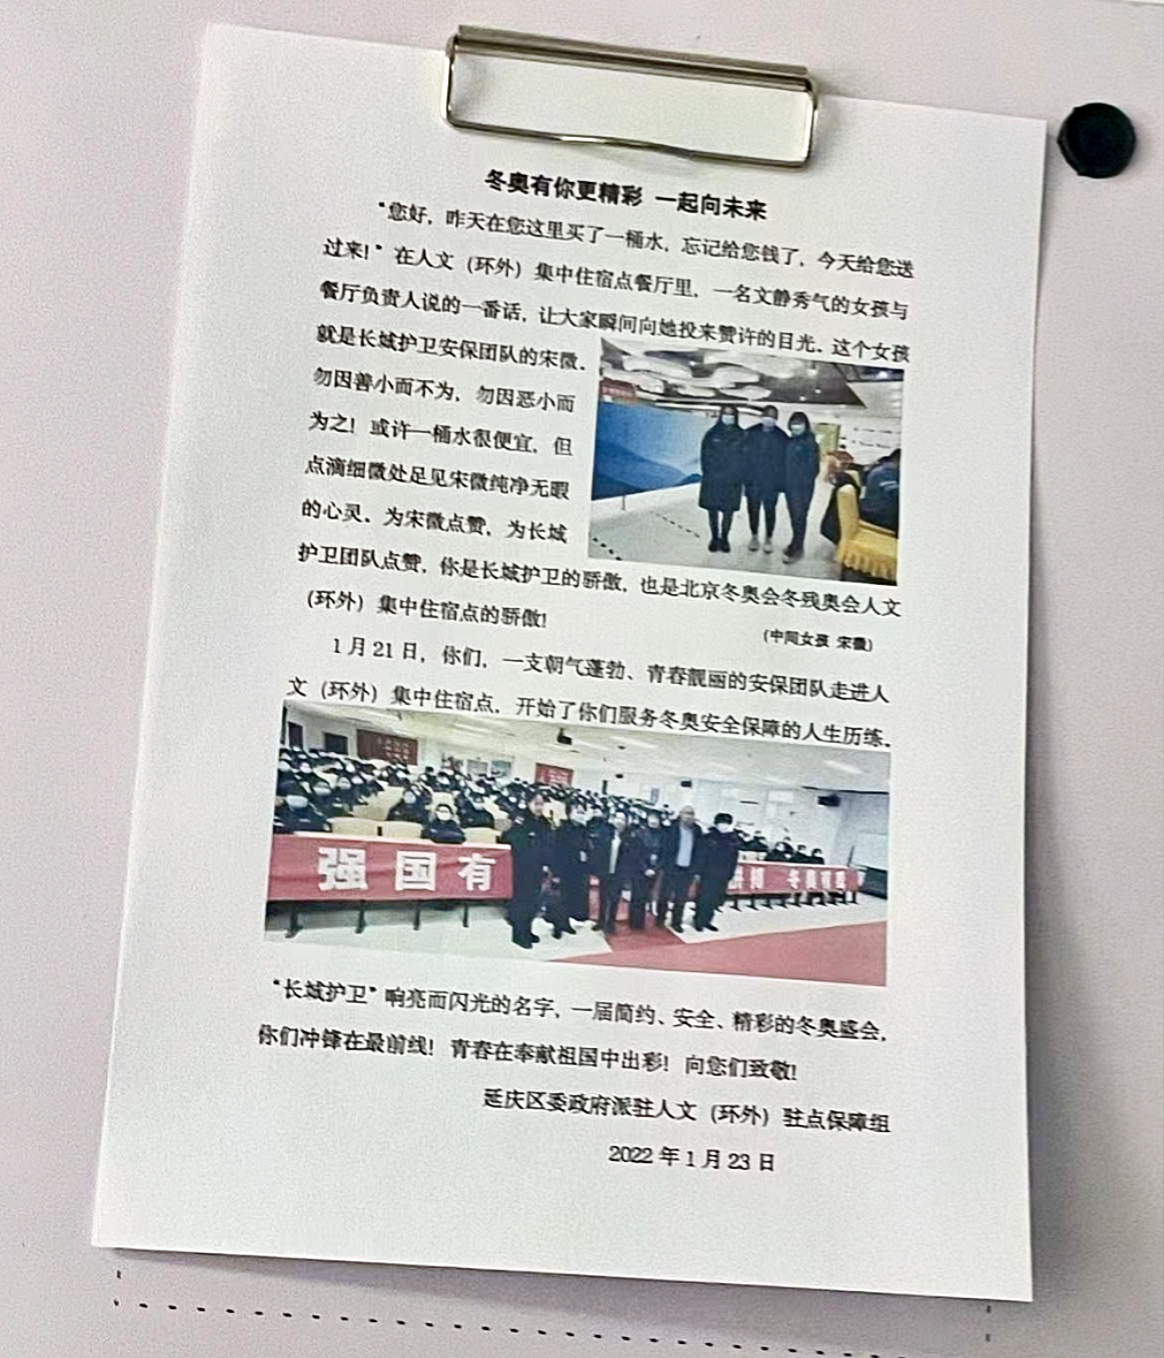 冬奥有你更精彩 一起向未来
“您好，昨天在您这里买了一桶水，忘记给您钱了，今天给您送
过来！”在人文（环外）集中住宿点餐厅里，一名文静秀气的女孩与
餐厅负责人说的一番话，让大家瞬间向她投来赞许的目光。这个女孩
就是长城护卫安保团队的宋微。
勿因善小而不为，勿因恶小而
为之！或许一桶水很便宜，但
点滴细微处足见宋微纯净无暇
的心灵。为宋微点赞，为长城
护卫团队点赞，你是长城护卫的骄傲，也是北京冬奥会冬残奥会人文
（环外）集中住宿点的骄傲！
（中间女孩 宋微）
1月21日，你们，一支朝气蓬勃、青春靓丽的安保团队走进人
文（环外）集中住宿点，开始了你们服务冬奥安全保障的人生历练。
强国有
“长城护卫”响亮而闪光的名字，一届简约、安全、精彩的冬奥盛会，
你们冲锋在最前线！青春在奉献祖国中出彩！向您们致敬！
延庆区委政府派驻人文（环外）驻点保障组
2022年1月23日